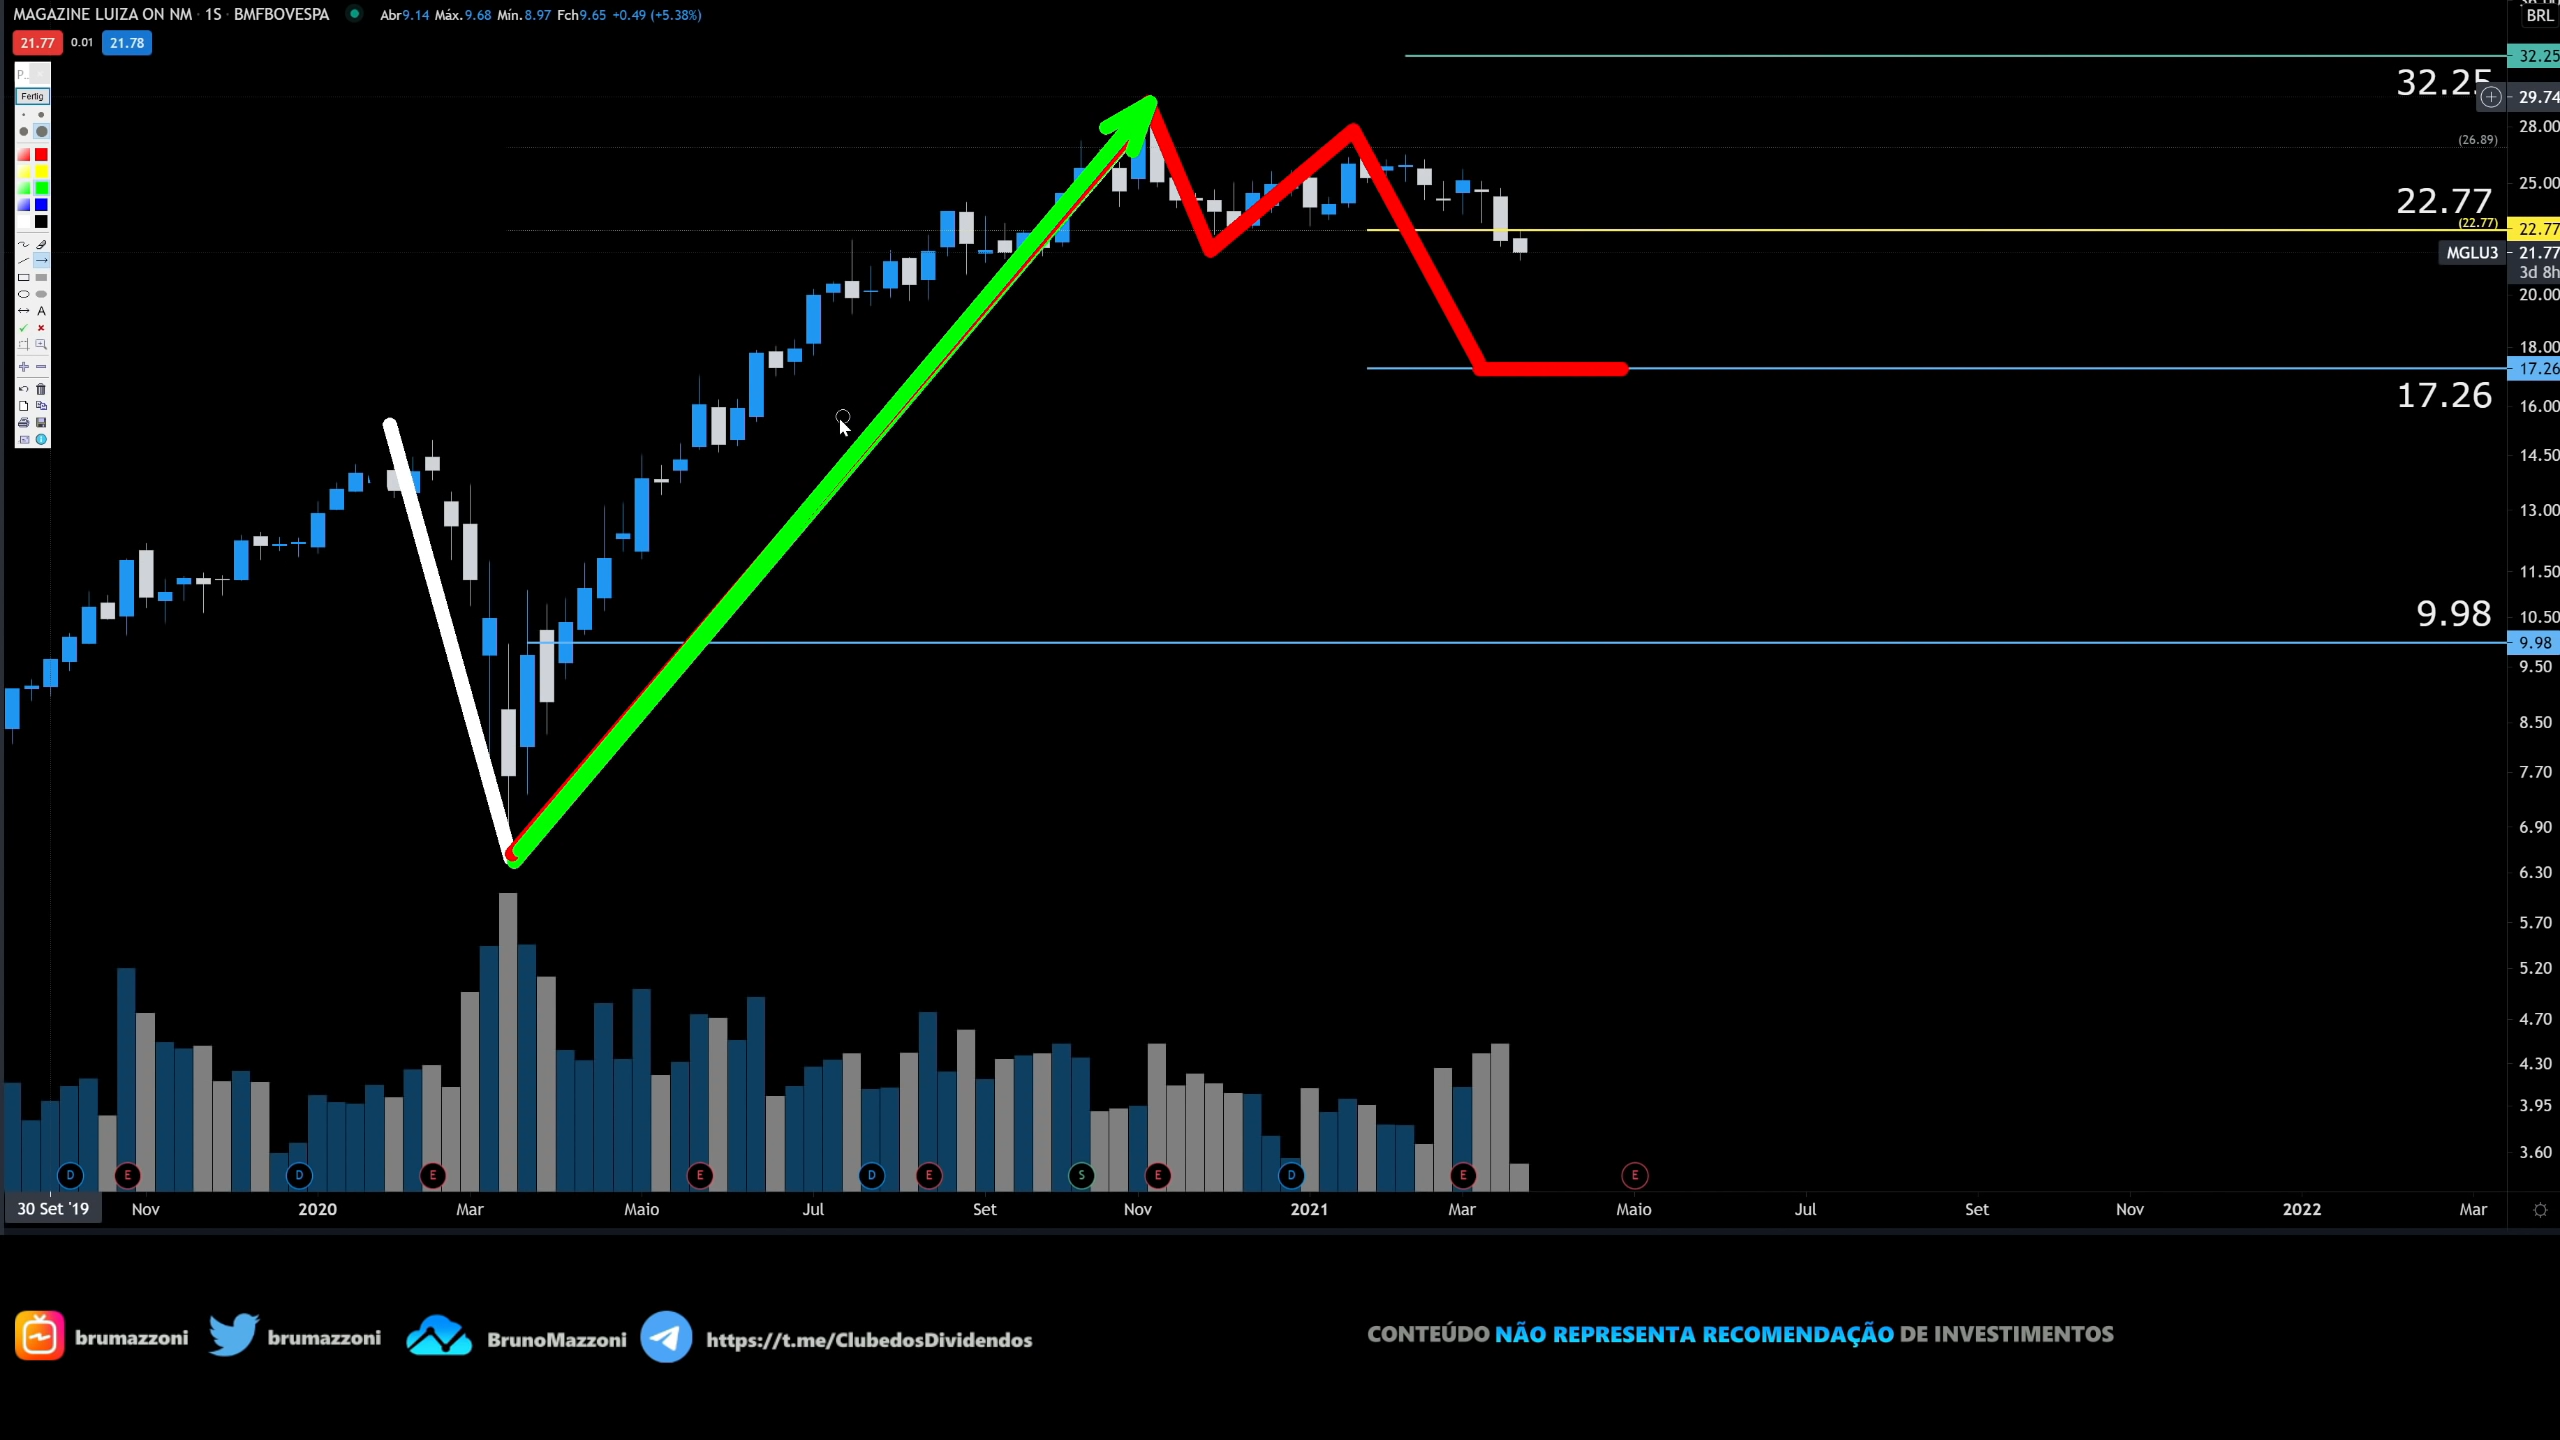 MAGAZINE LUIZA ON NM · 1S · BMFBOVESPA Abr9.14 Máx.9.68 Mín.8.97 Fch9.65 +0.49 (+5.38%)
BRL
21.77 0.01 21.78
32.25
32.25
P...
Fertig
29.74
28.00
(26.89)
25.00
22.77
(22.77)
22.77
MGLU3 21.77
3d 8h
20.00
18.00
17.26
17.26
16.00
14.50
13.00
11.50
9.98
10.50
9.98
9.50
8.50
7.70
6.90
6.30
5.70
5.20
4.70
4.30
3.95
3.60
D E D E E D E S E D E E
30 Set '19 Nov 2020 Mar Maio Jul Set Nov 2021 Mar Maio Jul Set Nov 2022 Mar
brumazzoni brumazzoni BrunoMazzoni https://t.me/ClubedosDividendos
CONTEÚDO NÃO REPRESENTA RECOMENDAÇÃO DE INVESTIMENTOS